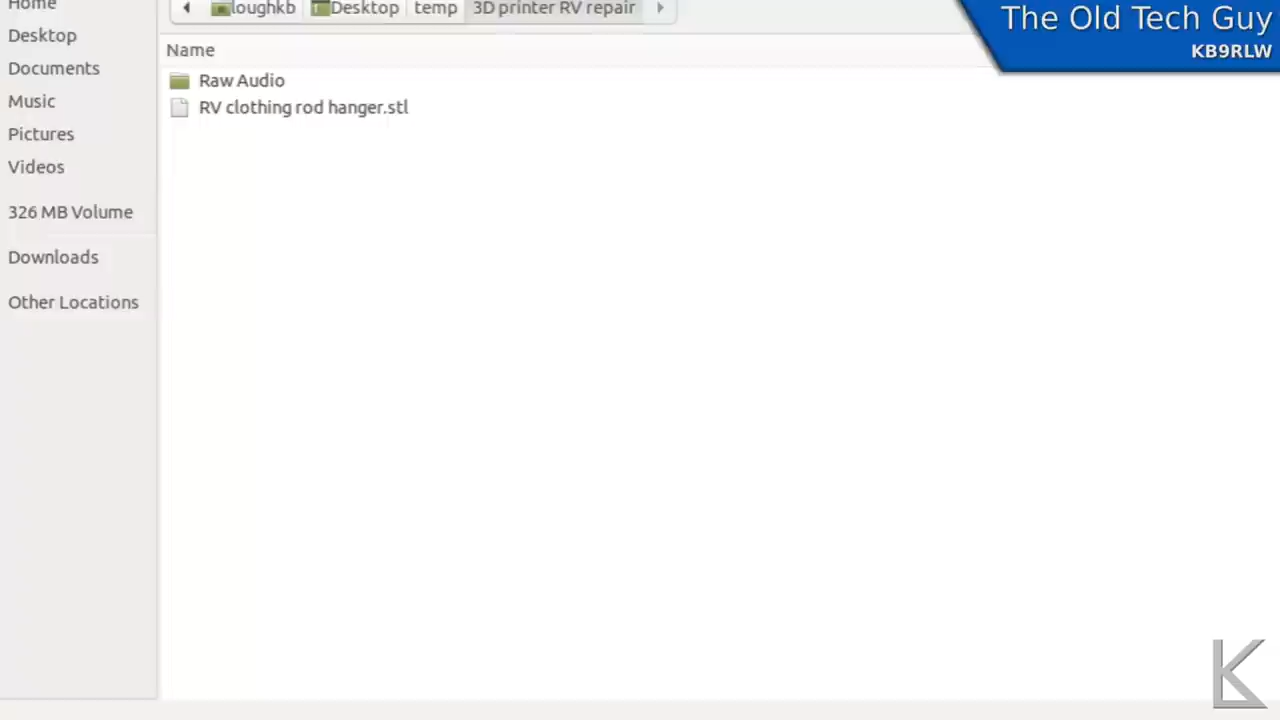 Home
loughkb Desktop temp 3D printer RV repair
The Old Tech Guy
KB9RLW
Desktop
Documents
Music
Pictures
Videos
326 MB Volume
Downloads
Other Locations
Name
Raw Audio
RV clothing rod hanger.stl
K